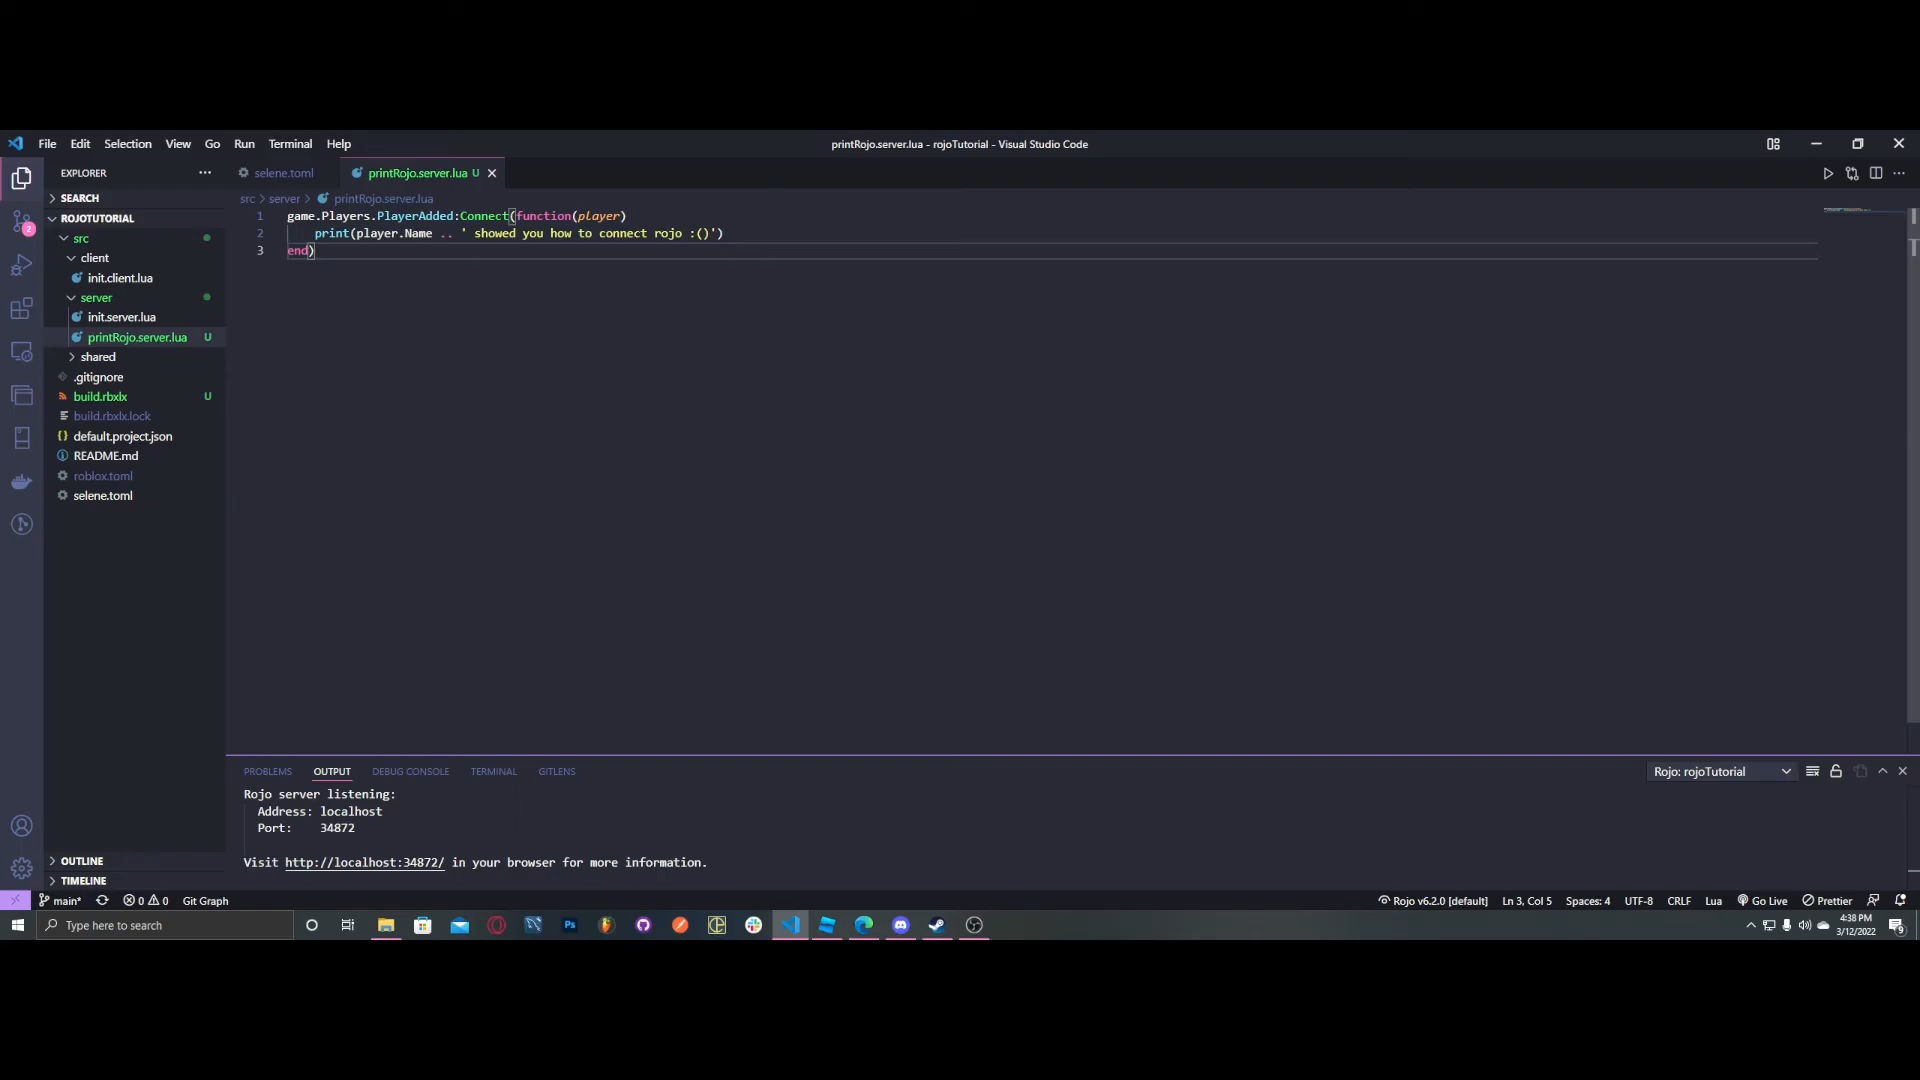 File Edit Selection View Go Run Terminal Help
printRojo.server.lua - rojoTutorial - Visual Studio Code
EXPLORER
selene.toml
printRojo.server.lua U
SEARCH
src > server > printRojo.server.lua
ROJOTUTORIAL
src
client
init.client.lua
server
init.server.lua
printRojo.server.lua U
shared
.gitignore
build.rbxlx U
build.rbxlx.lock
default.project.json
README.md
roblox.toml
selene.toml
OUTLINE
TIMELINE
2
1 game.Players.PlayerAdded:Connect(function(player)
2 print(player.Name .. ' showed you how to connect rojo :()')
3 end)
PROBLEMS OUTPUT DEBUG CONSOLE TERMINAL GITLENS
Rojo: rojoTutorial
Rojo server listening:
Address: localhost
Port: 34872
Visit http://localhost:34872/ in your browser for more information.
main* 0 0 Git Graph
Rojo v6.2.0 [default] Ln 3, Col 5 Spaces: 4 UTF-8 CRLF Lua Go Live Prettier
Type here to search
Ps
4:38 PM
3/12/2022
9